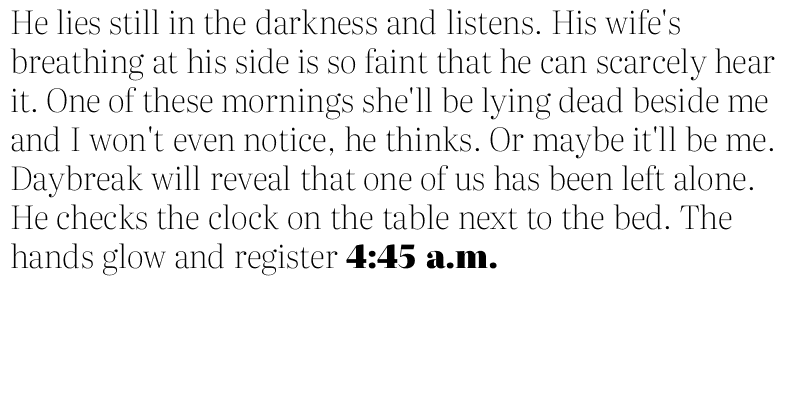 He lies still in the darkness and listens. His wife's
breathing at his side is so faint that he can scarcely hear
it. One of these mornings she'll be lying dead beside me
and I won't even notice, he thinks. Or maybe it'll be me.
Daybreak will reveal that one of us has been left alone.
He checks the clock on the table next to the bed. The
hands glow and register 4:45 a.m.